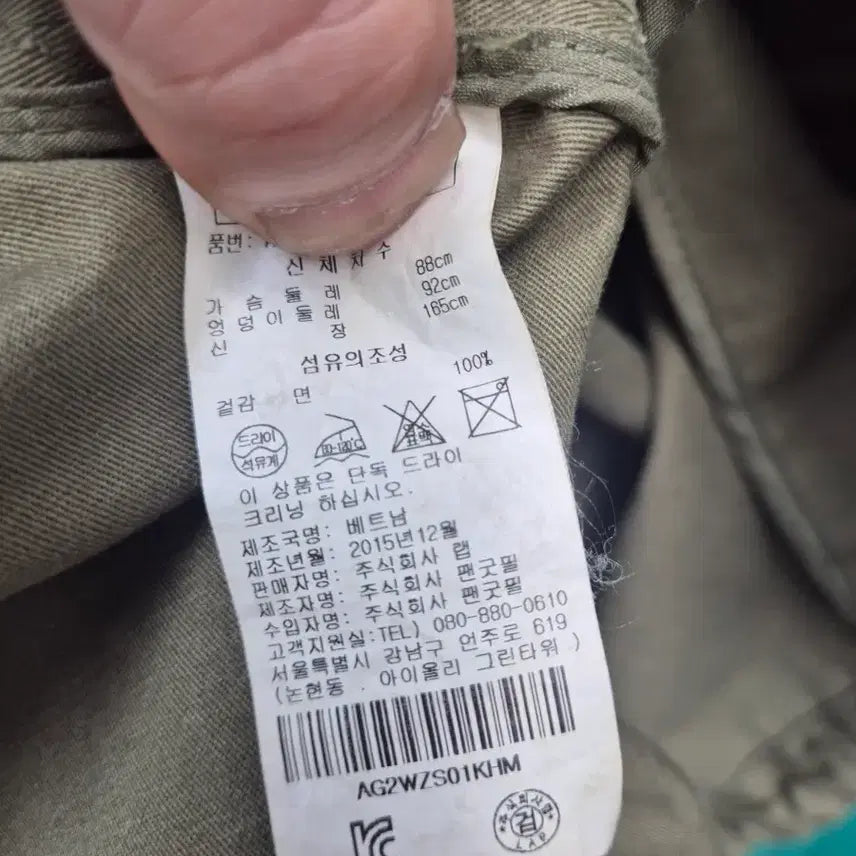 품번:
신 체 치 수
가 슴 둘 레 88cm
엉 덩 이 둘 레 92cm
신 장 165cm
섬유의조성
겉감 면 100%
드라이
석유계
80-120℃
염소
표백
이 상품은 단독 드라이
크리닝 하십시오.
제조국명: 베트남
제조년월: 2015년12월
판매자명: 주식회사 랩
제조자명: 주식회사 팬굿필
수입자명: 주식회사 팬굿필
고객지원실:TEL) 080-880-0610
서울특별시 강남구 언주로 619
(논현동 . 아이올리 그린타워 )
AG2WZS01KHM
검